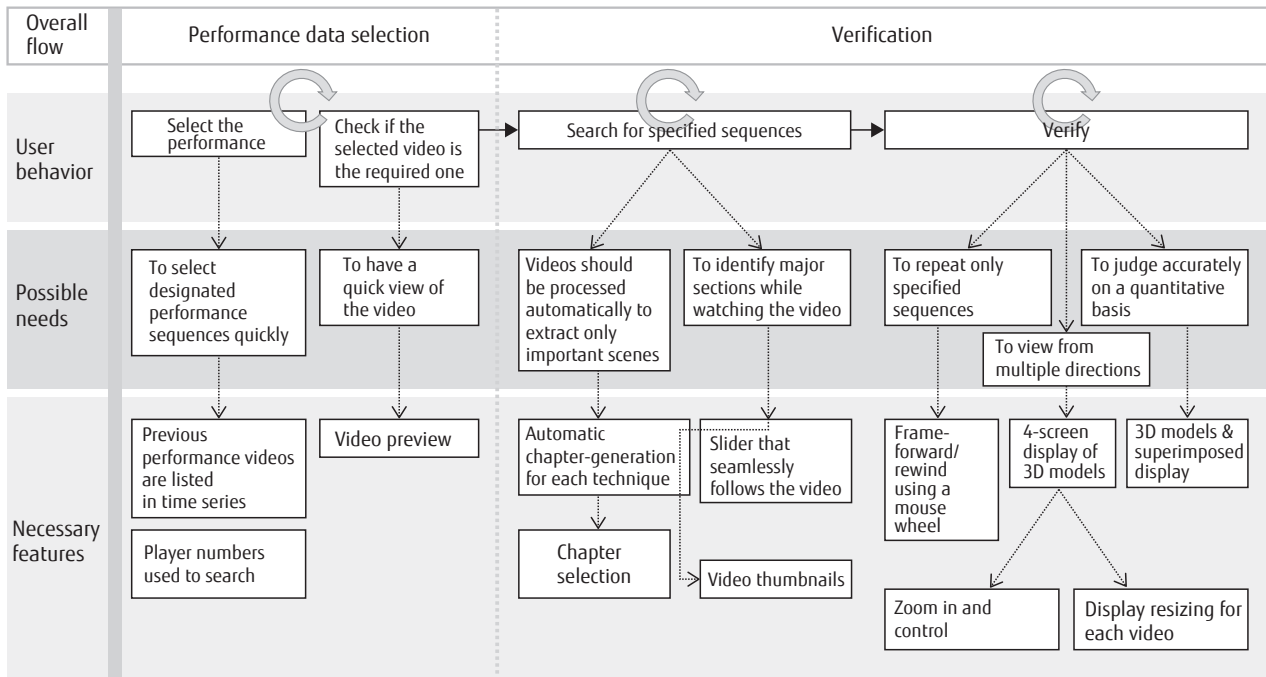 Overall
flow
Performance data selection
Verification
User
behavior
Select the
performance
Check if the
selected video is
the required one
Search for specified sequences
Verify
Possible
needs
To select
designated
performance
sequences quickly
To have a
quick view of
the video
Videos should
be processed
automatically to
extract only
important scenes
To identify major
sections while
watching the video
To repeat only
specified
sequences
To view from
multiple directions
To judge accurately
on a quantitative
basis
Necessary
features
Previous
performance videos
are listed
in time series
Player numbers
used to search
Video preview
Automatic
chapter-generation
for each technique
Chapter
selection
Slider that
seamlessly
follows the video
Video thumbnails
Frame-
forward/
rewind
using a
mouse
wheel
4-screen
display of
3D models
3D models &
superimposed
display
Zoom in and
control
Display resizing for
each video